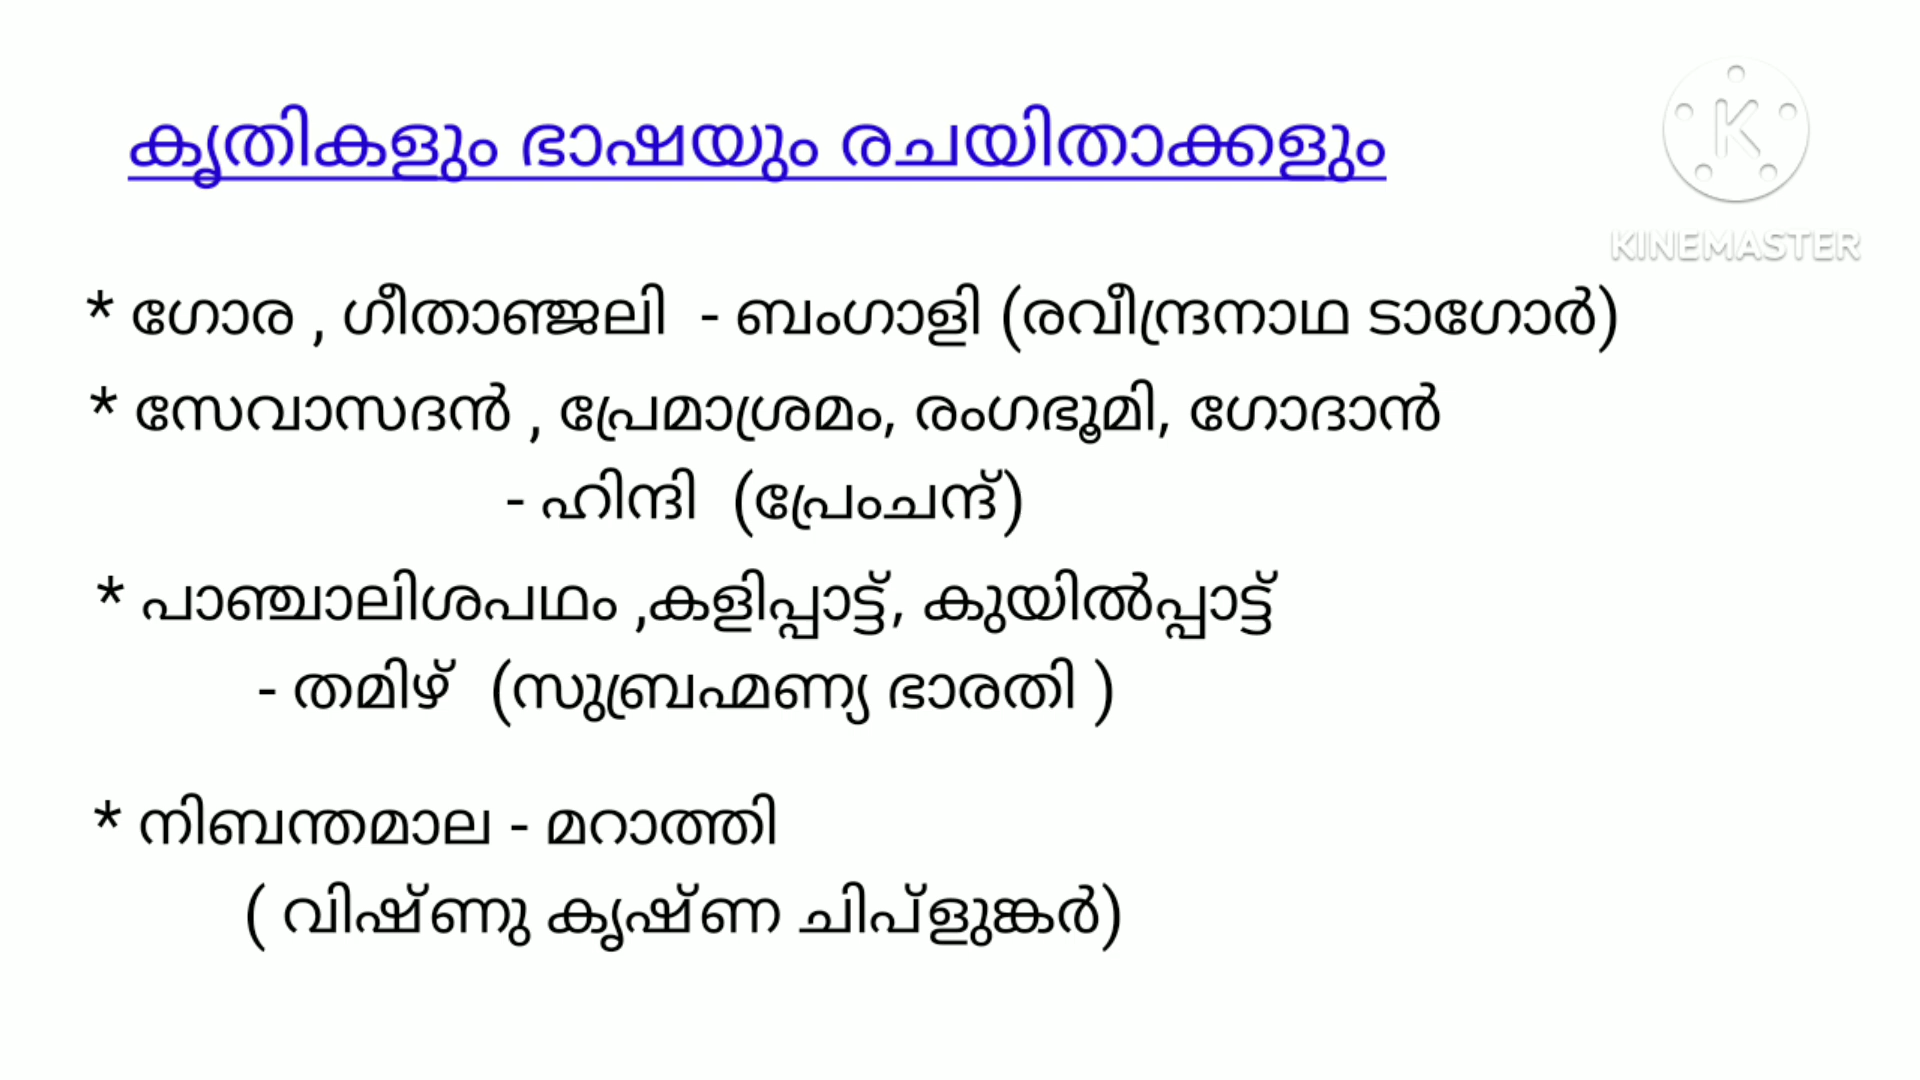 കൃതികളും ഭാഷയും രചയിതാക്കളും
KINEMASTER
* ഗോര , ഗീതാഞ്ജലി - ബംഗാളി (രവീന്ദ്രനാഥ ടാഗോർ)
* സേവാസദൻ , പ്രേമാശ്രമം, രംഗഭൂമി, ഗോദാൻ
- ഹിന്ദി (പ്രേംചന്ദ്)
* പാഞ്ചാലിശപഥം ,കളിപ്പാട്ട്, കുയിൽപ്പാട്ട്
- തമിഴ് (സുബ്രഹ്മണ്യ ഭാരതി )
* നിബന്തമാല - മറാത്തി
( വിഷ്ണു കൃഷ്ണ ചിപ്ളുങ്കർ)